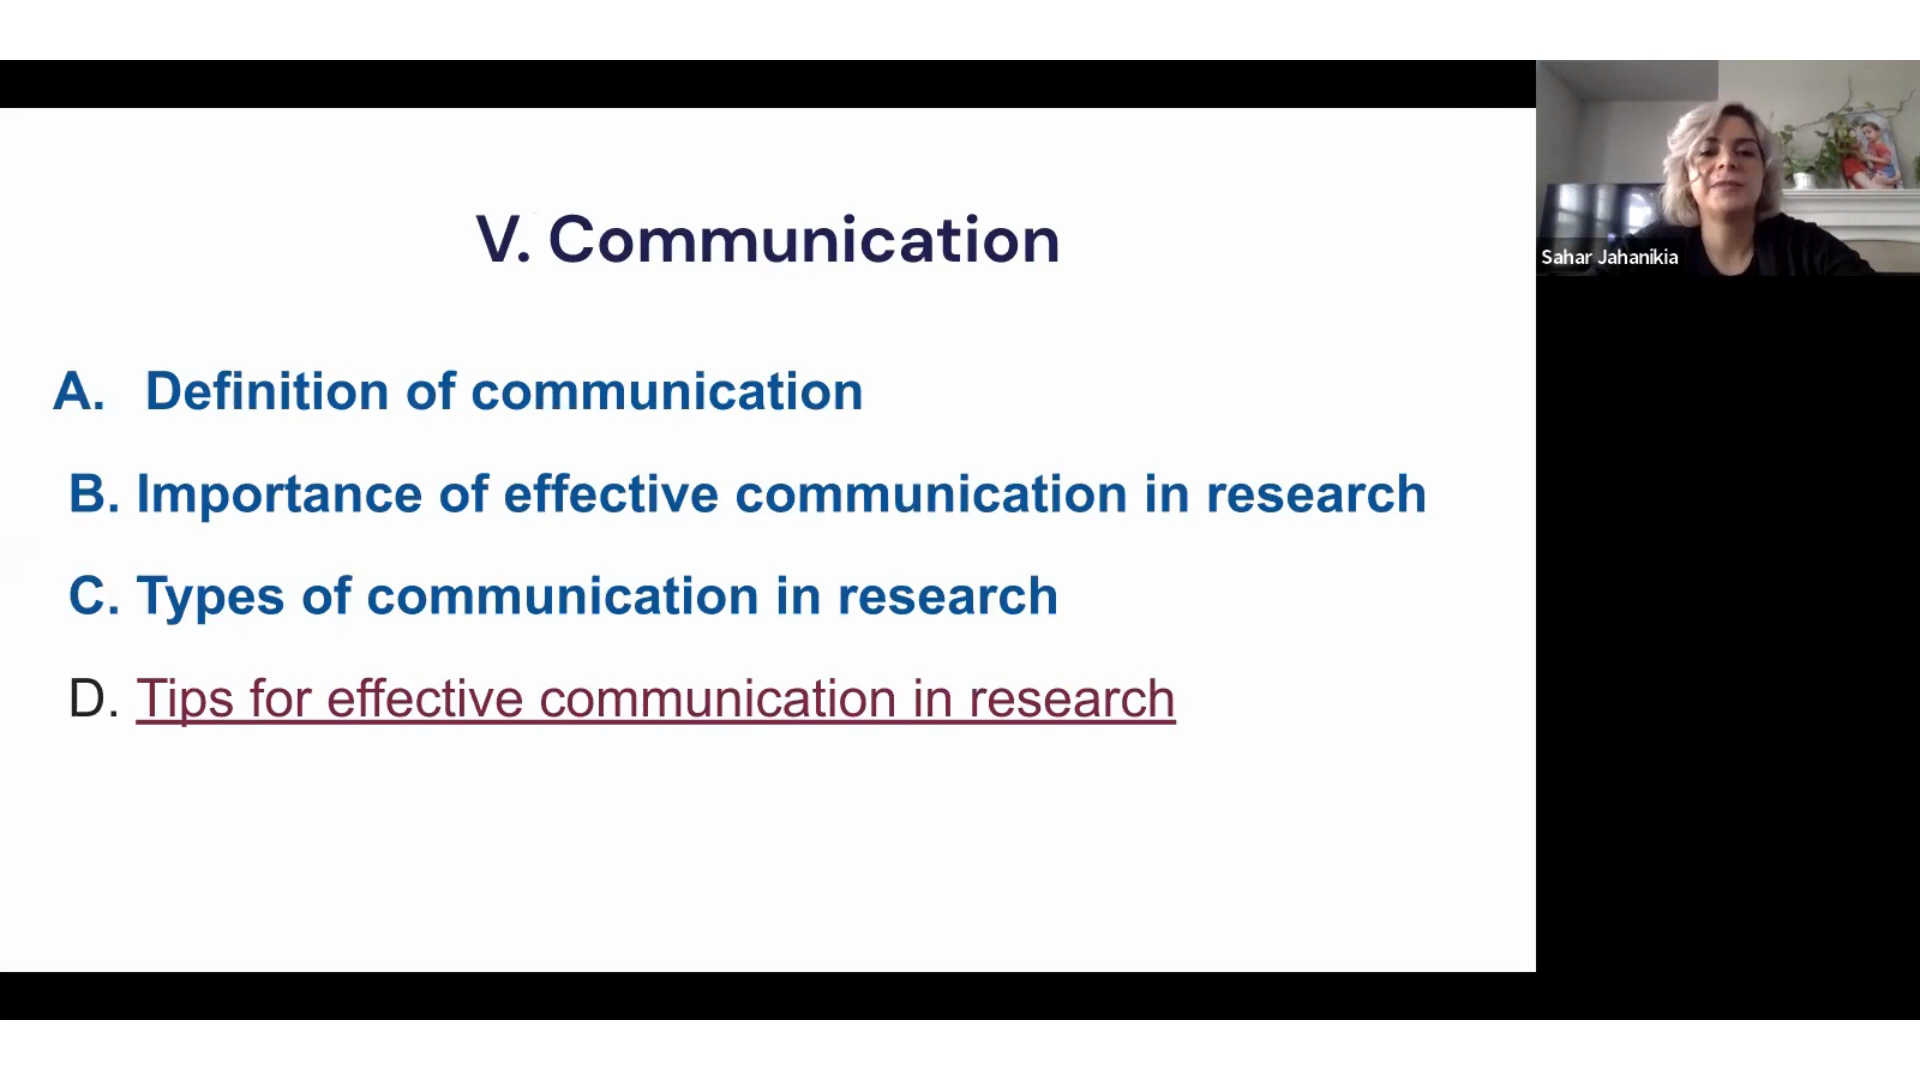 V. Communication
A. Definition of communication
B. Importance of effective communication in research
C. Types of communication in research
D. Tips for effective communication in research
Sahar Jahanikia